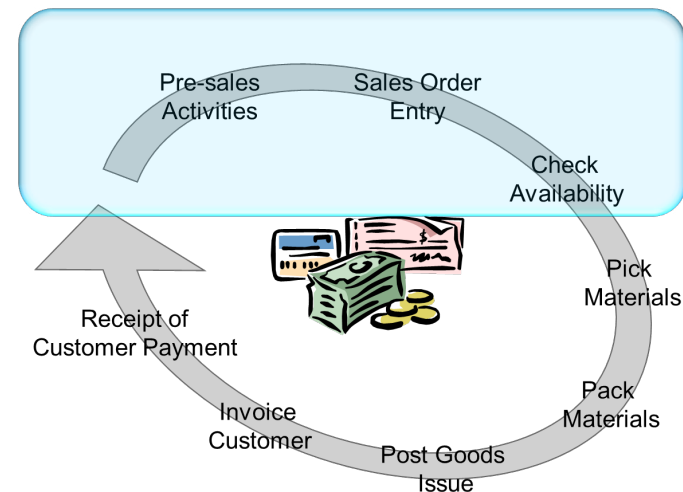 Pre-sales
Activities
Sales Order
Entry
Check
Availability
$
Pick
Materials
Pack
Materials
Post Goods
Issue
Invoice
Customer
Receipt of
Customer Payment